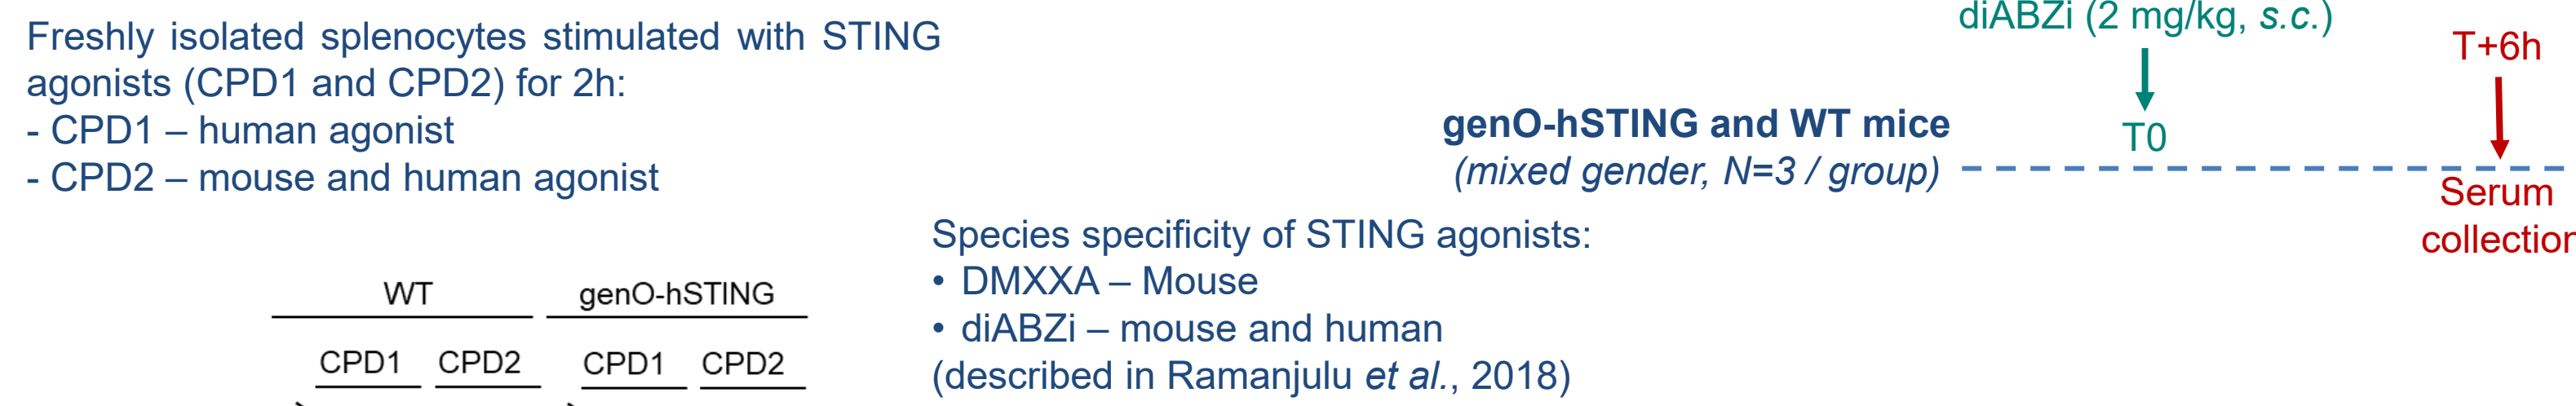 Freshly isolated splenocytes stimulated with STING
agonists (CPD1 and CPD2) for 2h:
- CPD1 – human agonist
- CPD2 – mouse and human agonist
WT genO-hSTING
CPD1 CPD2 CPD1 CPD2
Species specificity of STING agonists:
• DMXXA – Mouse
• diABZi – mouse and human
(described in Ramanjulu et al., 2018)
diABZi (2 mg/kg, s.c.)
T+6h
genO-hSTING and WT mice
T0
(mixed gender, N=3 / group)
Serum
collection